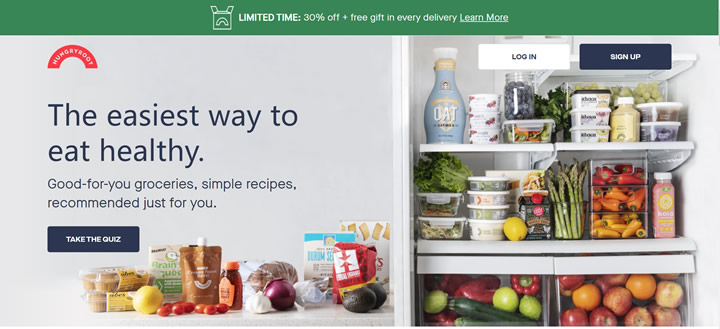 LIMITED TIME: 30% off + free gift in every delivery Learn More
HUNGRYROOT
LOG IN
SIGN UP
The easiest way to
eat healthy.
Good-for-you groceries, simple recipes,
recommended just for you.
TAKE THE QUIZ
OAT